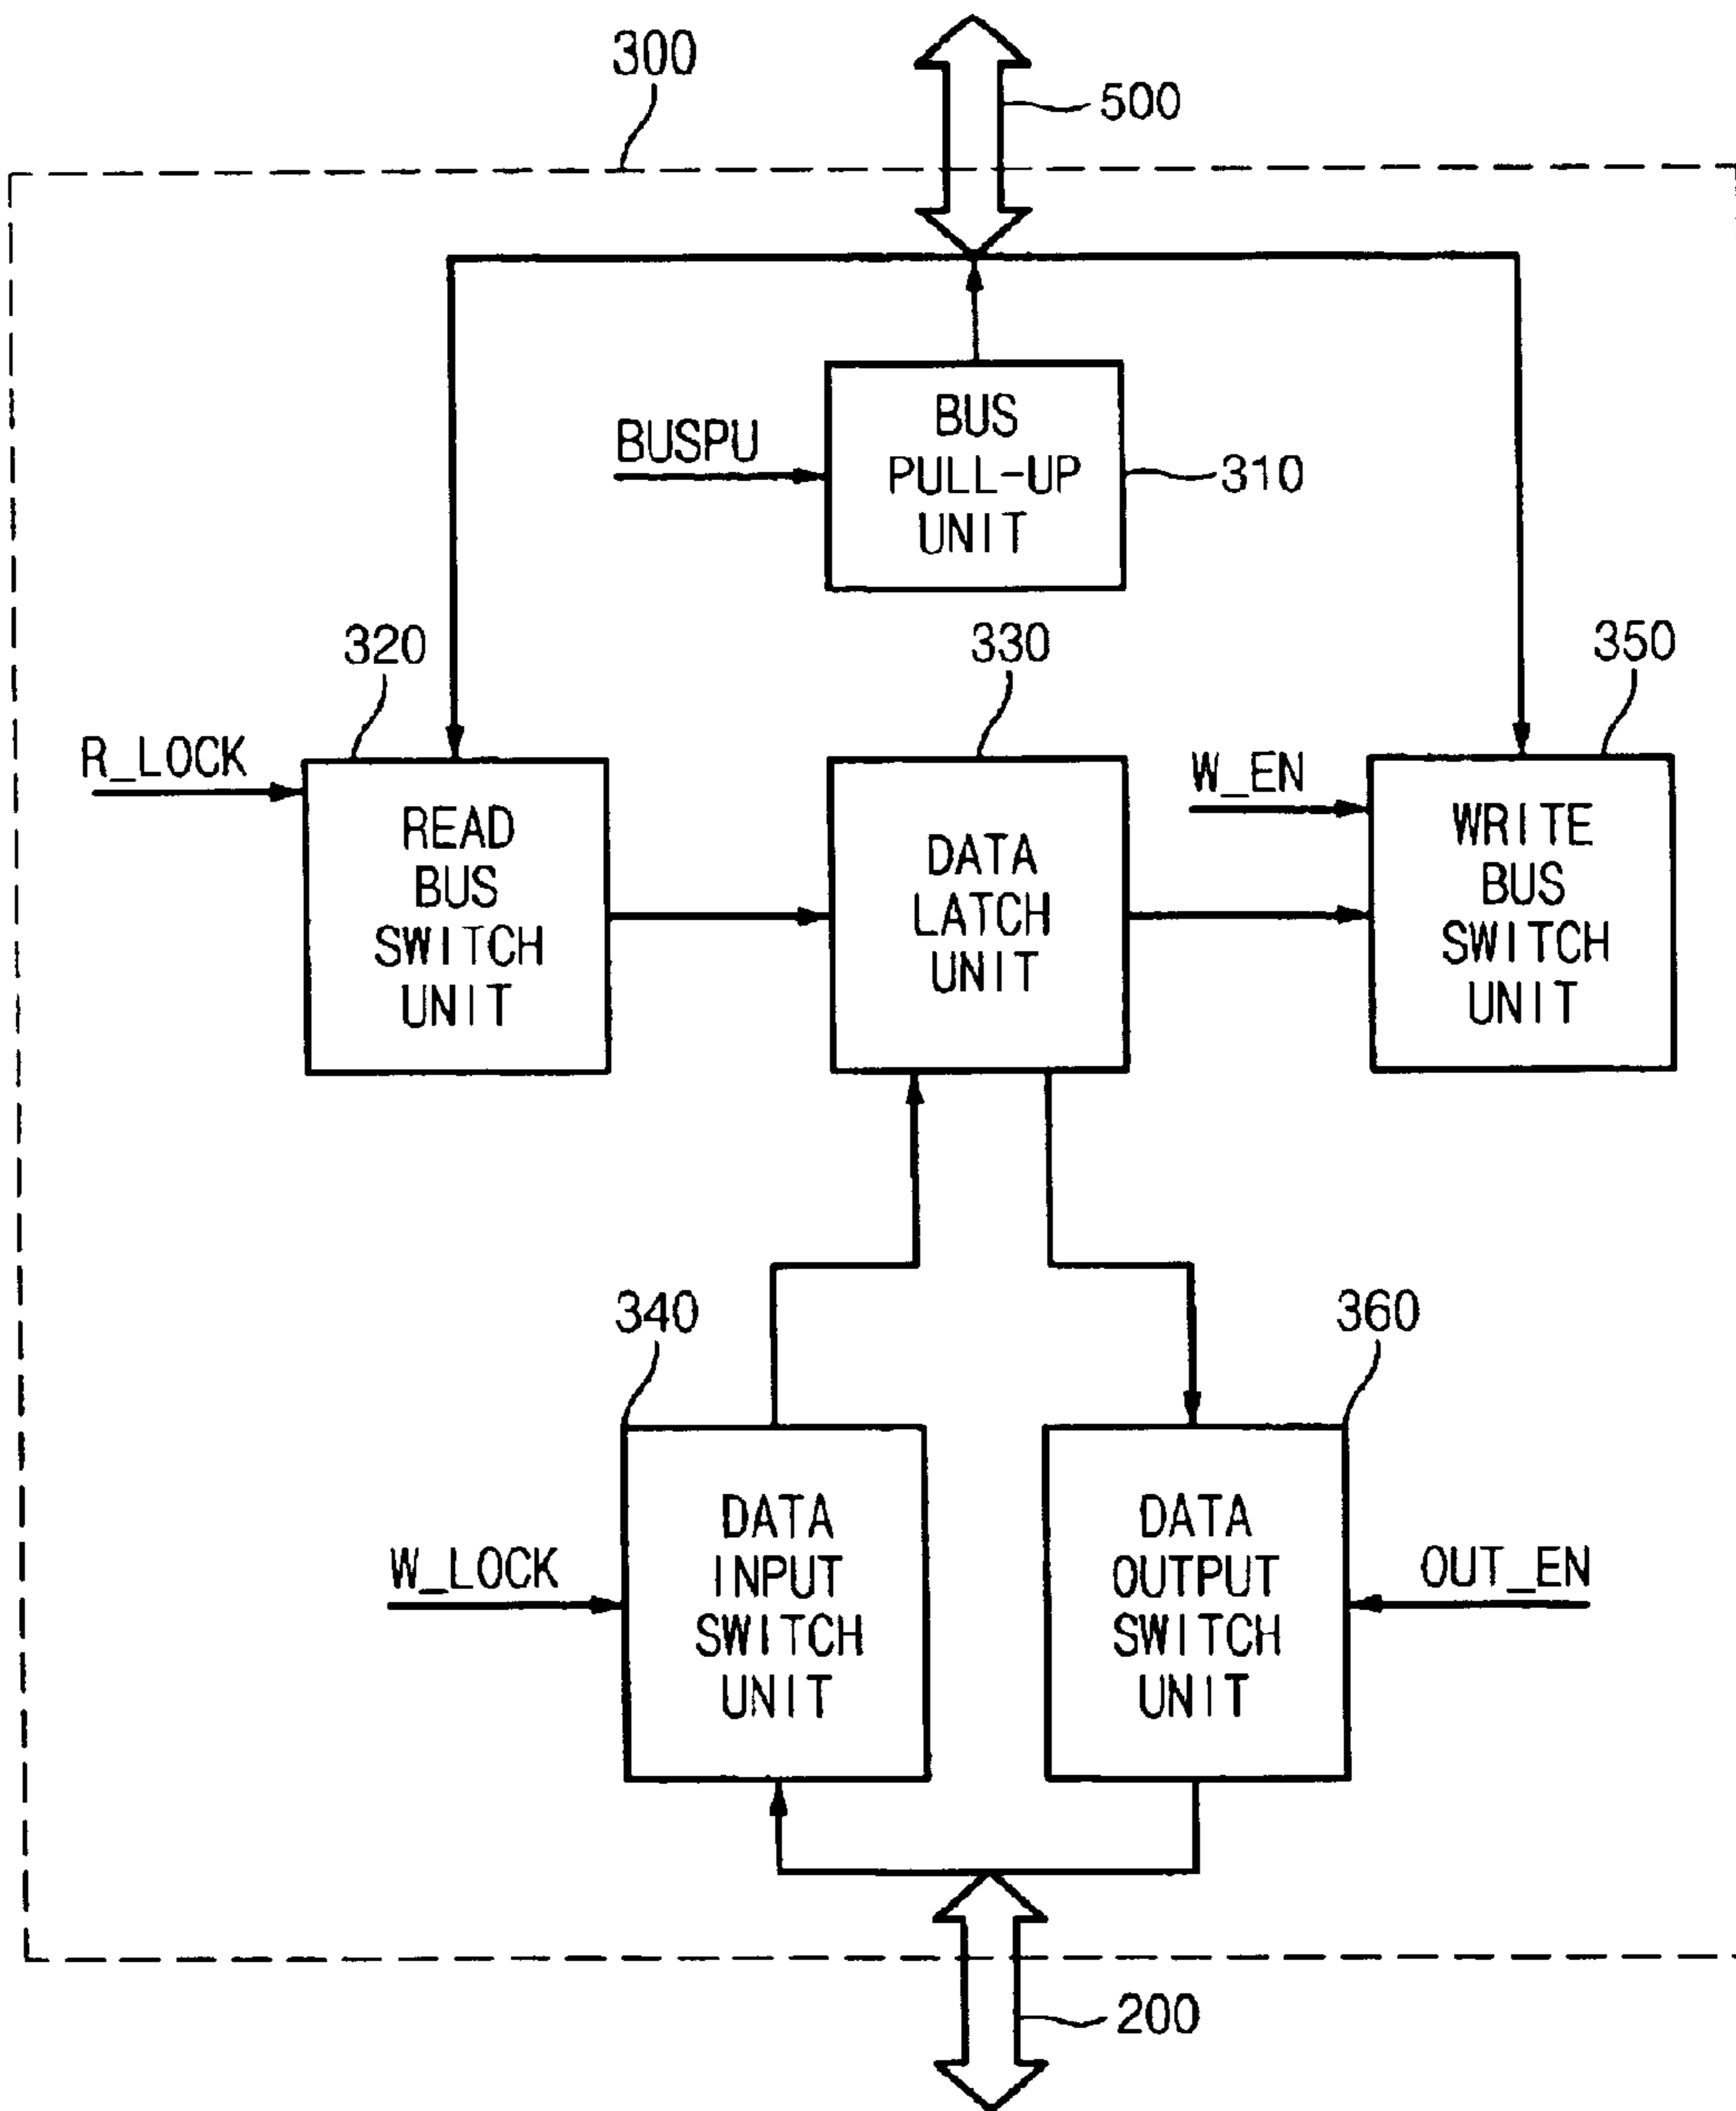 300
500
BUS
PULL-UP
UNIT
BUSPU
310
320
330
350
R_LOCK
READ
BUS
SWITCH
UNIT
DATA
LATCH
UNIT
W_EN
WRITE
BUS
SWITCH
UNIT
340
360
W_LOCK
DATA
INPUT
SWITCH
UNIT
DATA
OUTPUT
SWITCH
UNIT
OUT_EN
200